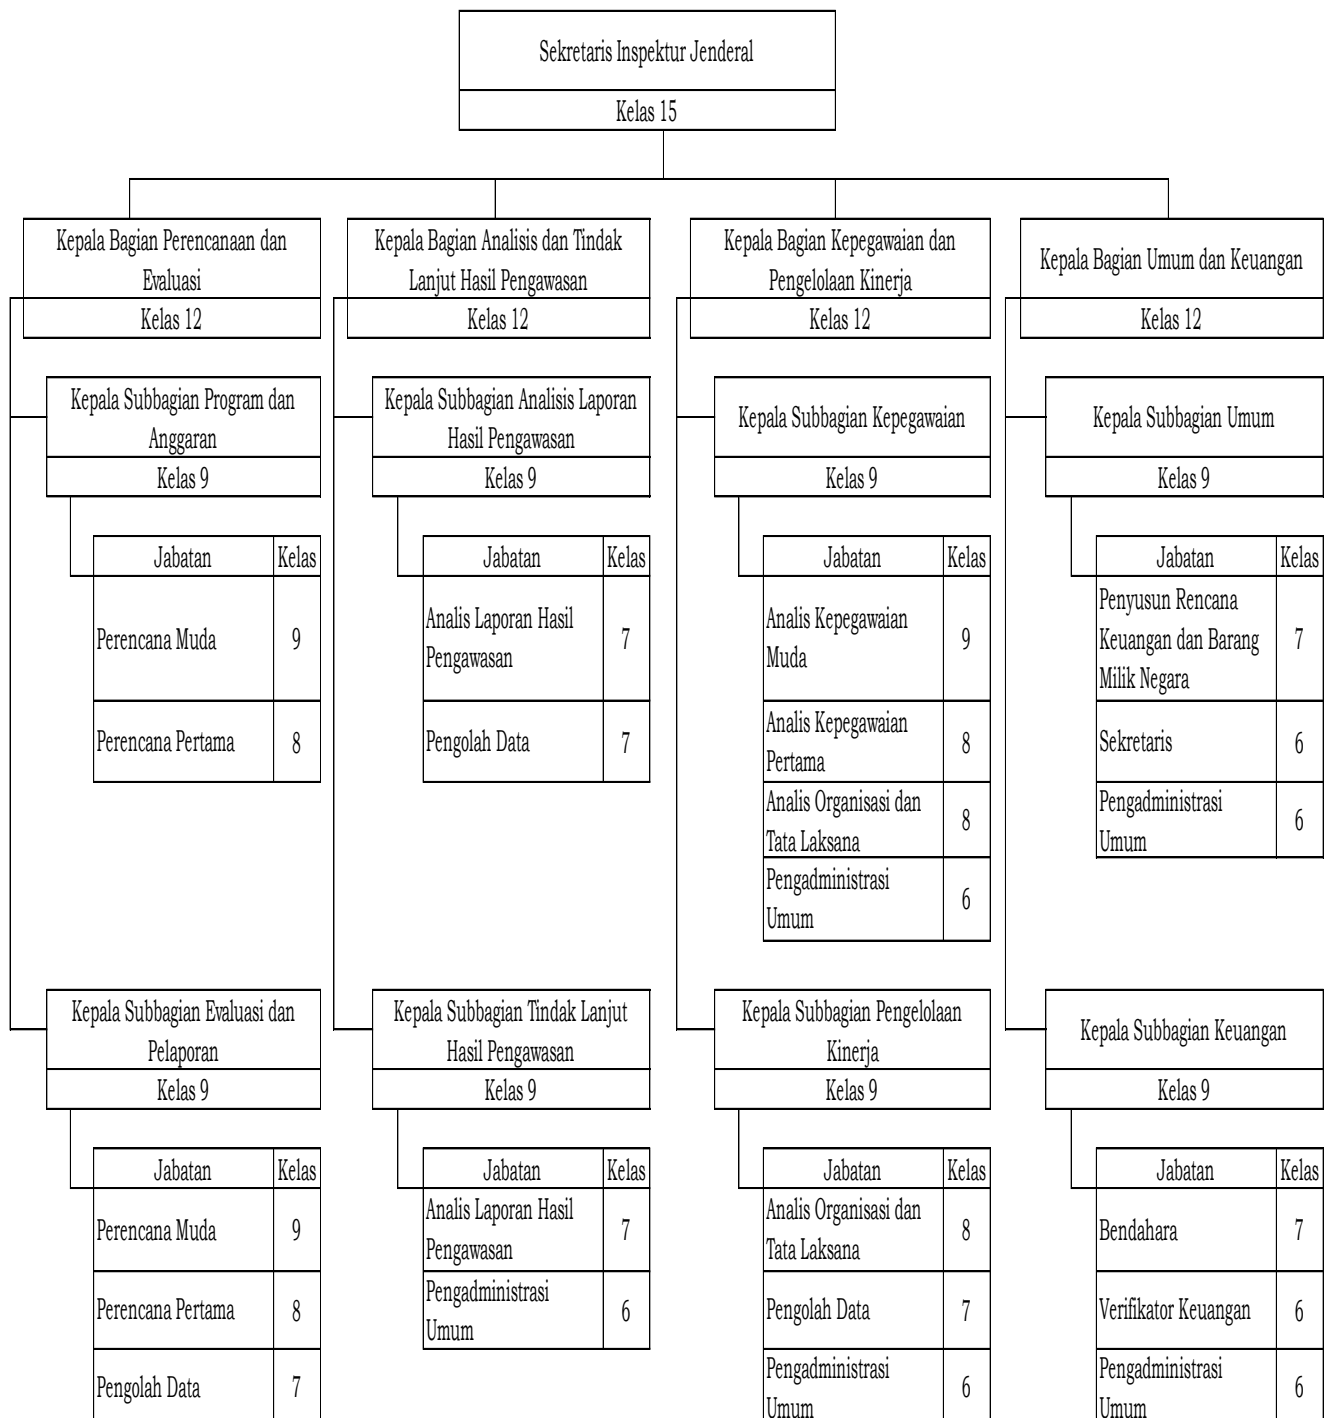 Sekretaris Inspektur Jenderal
Kelas 15
Kepala Bagian Perencanaan dan
Evaluasi
Kelas 12
Kepala Bagian Analisis dan Tindak
Lanjut Hasil Pengawasan
Kelas 12
Kepala Bagian Kepegawaian dan
Pengelolaan Kinerja
Kelas 12
Kepala Bagian Umum dan Keuangan
Kelas 12
Kepala Subbagian Program dan
Anggaran
Kelas 9
Jabatan Kelas
Perencana Muda 9
Perencana Pertama 8
Kepala Subbagian Analisis Laporan
Hasil Pengawasan
Kelas 9
Jabatan Kelas
Analis Laporan Hasil
Pengawasan 7
Pengolah Data 7
Kepala Subbagian Kepegawaian
Kelas 9
Jabatan Kelas
Analis Kepegawaian
Muda 9
Analis Kepegawaian
Pertama 8
Analis Organisasi dan
Tata Laksana 8
Pengadministrasi
Umum 6
Kepala Subbagian Umum
Kelas 9
Jabatan Kelas
Penyusun Rencana
Keuangan dan Barang 7
Milik Negara
Sekretaris 6
Pengadministrasi
Umum 6
Kepala Subbagian Evaluasi dan
Pelaporan
Kelas 9
Jabatan Kelas
Perencana Muda 9
Perencana Pertama 8
Pengolah Data 7
Kepala Subbagian Tindak Lanjut
Hasil Pengawasan
Kelas 9
Jabatan Kelas
Analis Laporan Hasil
Pengawasan 7
Pengadministrasi
Umum 6
Kepala Subbagian Pengelolaan
Kinerja
Kelas 9
Jabatan Kelas
Analis Organisasi dan
Tata Laksana 8
Pengolah Data 7
Pengadministrasi
Umum 6
Kepala Subbagian Keuangan
Kelas 9
Jabatan Kelas
Bendahara 7
Verifikator Keuangan 6
Pengadministrasi
Umum 6